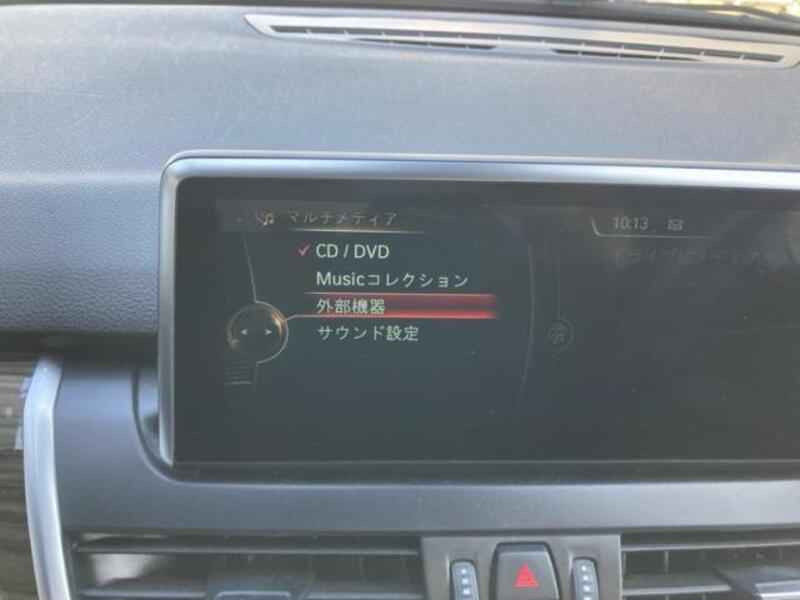 マルチメディア
10:13
CD / DVD
Musicコレクション
外部機器
サウンド設定